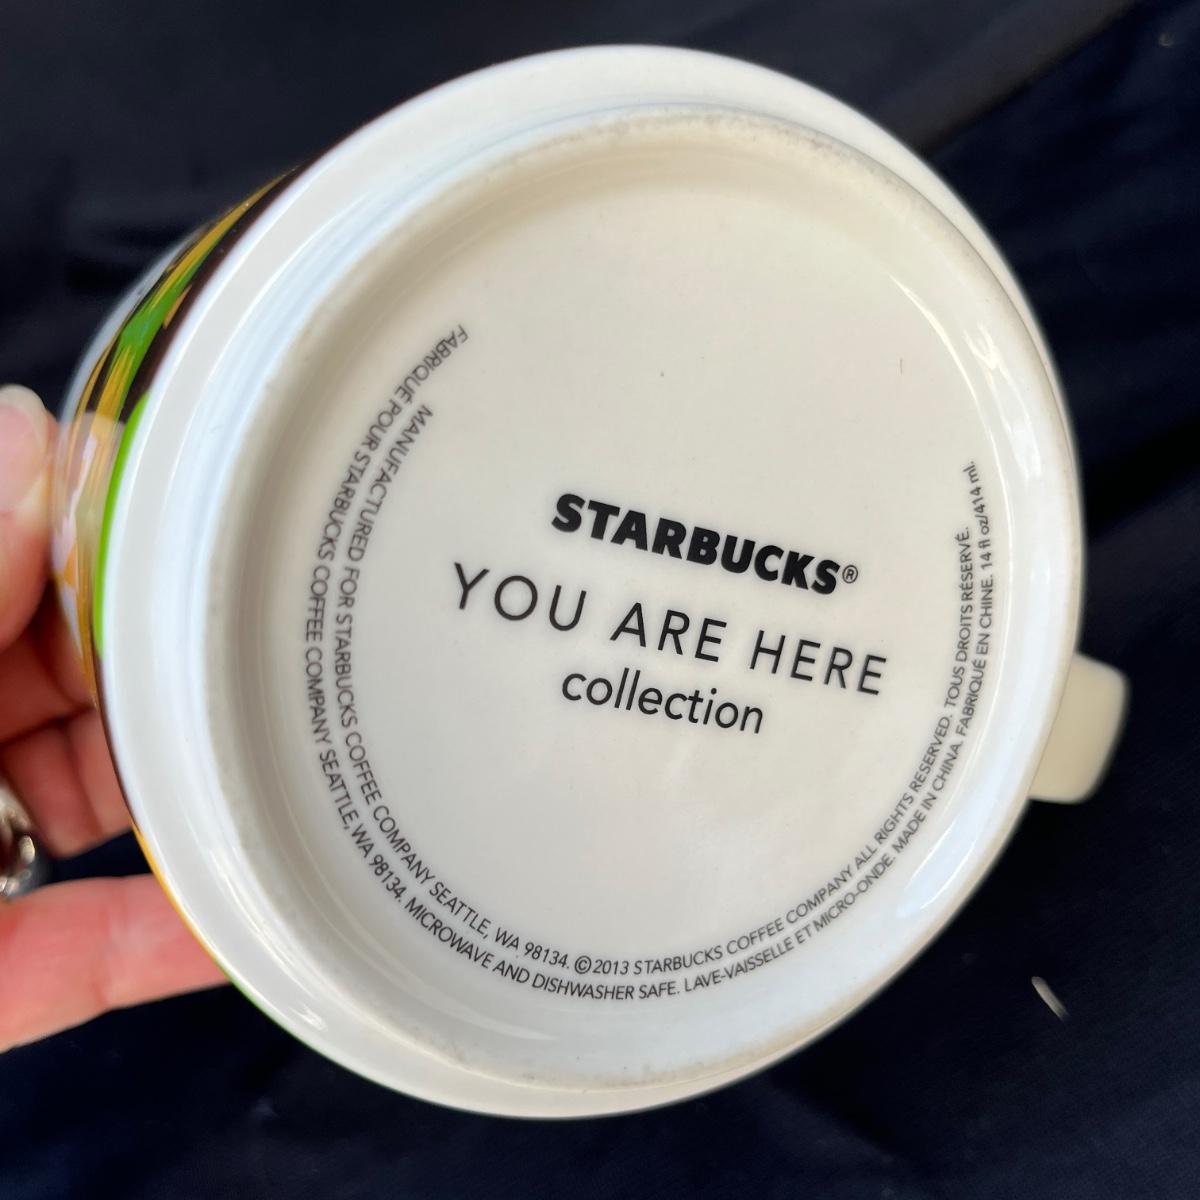 STARBUCKS®
YOU ARE HERE
collection
MANUFACTURED FOR STARBUCKS COFFEE COMPANY SEATTLE, WA 98134. ©2013 STARBUCKS COFFEE COMPANY ALL RIGHTS RESERVED. TOUS DROITS RÉSERVÉ.
FABRIQUÉ POUR STARBUCKS COFFEE COMPANY SEATTLE, WA 98134. MICROWAVE AND DISHWASHER SAFE. LAVE-VAISSELLE ET MICRO-ONDE. MADE IN CHINA. FABRIQUÉ EN CHINE. 14 fl oz/414 ml.